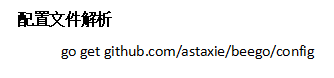 配置文件解析
go get github.com/astaxie/beego/config